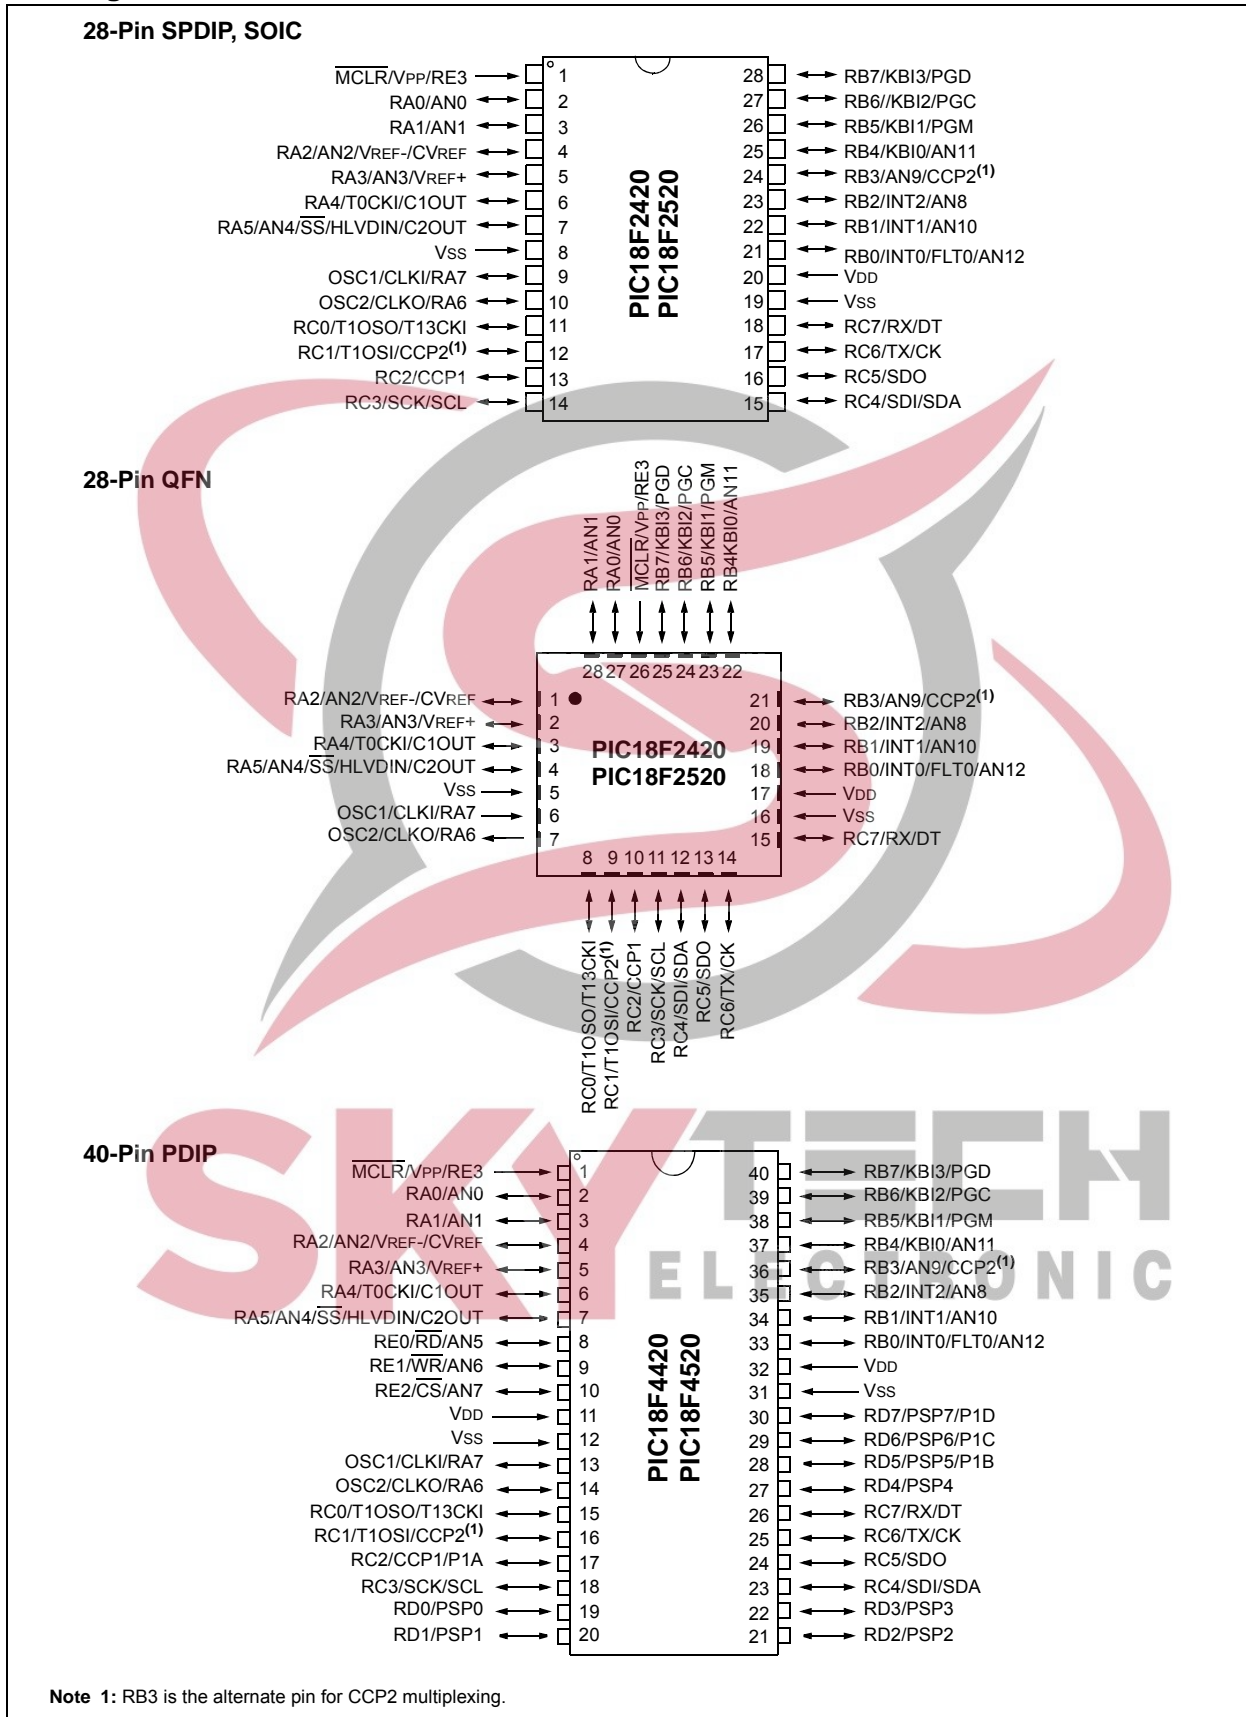 28-Pin SPDIP, SOIC
MCLR/VPP/RE3 1 28 RB7/KBI3/PGD
RA0/AN0 2 27 RB6//KBI2/PGC
RA1/AN1 3 26 RB5/KBI1/PGM
RA2/AN2/VREF-/CVREF 4 25 RB4/KBI0/AN11
RA3/AN3/VREF+ 5 24 RB3/AN9/CCP2(1)
RA4/T0CKI/C1OUT 6 23 RB2/INT2/AN8
RA5/AN4/SS/HLVDIN/C2OUT 7 22 RB1/INT1/AN10
VSS 8 21 RB0/INT0/FLT0/AN12
OSC1/CLKI/RA7 9 20 VDD
OSC2/CLKO/RA6 10 19 VSS
RC0/T1OSO/T13CKI 11 18 RC7/RX/DT
RC1/T1OSI/CCP2(1) 12 17 RC6/TX/CK
RC2/CCP1 13 16 RC5/SDO
RC3/SCK/SCL 14 15 RC4/SDI/SDA
PIC18F2420
PIC18F2520
28-Pin QFN
RA1/AN1
RA0/AN0
MCLR/VPP/RE3
RB7/KBI3/PGD
RB6/KBI2/PGC
RB5/KBI1/PGM
RB4KBI0/AN11
28 27 26 25 24 23 22
RA2/AN2/VREF-/CVREF 1 21 RB3/AN9/CCP2(1)
RA3/AN3/VREF+ 2 20 RB2/INT2/AN8
RA4/T0CKI/C1OUT 3 19 RB1/INT1/AN10
RA5/AN4/SS/HLVDIN/C2OUT 4 18 RB0/INT0/FLT0/AN12
VSS 5 17 VDD
OSC1/CLKI/RA7 6 16 VSS
OSC2/CLKO/RA6 7 15 RC7/RX/DT
PIC18F2420
PIC18F2520
8 9 10 11 12 13 14
RC0/T1OSO/T13CKI
RC1/T1OSI/CCP2(1)
RC2/CCP1
RC3/SCK/SCL
RC4/SDI/SDA
RC5/SDO
RC6/TX/CK
SKYTECH
ELECTRONIC
40-Pin PDIP
MCLR/VPP/RE3 1 40 RB7/KBI3/PGD
RA0/AN0 2 39 RB6/KBI2/PGC
RA1/AN1 3 38 RB5/KBI1/PGM
RA2/AN2/VREF-/CVREF 4 37 RB4/KBI0/AN11
RA3/AN3/VREF+ 5 36 RB3/AN9/CCP2(1)
RA4/T0CKI/C1OUT 6 35 RB2/INT2/AN8
RA5/AN4/SS/HLVDIN/C2OUT 7 34 RB1/INT1/AN10
RE0/RD/AN5 8 33 RB0/INT0/FLT0/AN12
RE1/WR/AN6 9 32 VDD
RE2/CS/AN7 10 31 VSS
VDD 11 30 RD7/PSP7/P1D
VSS 12 29 RD6/PSP6/P1C
OSC1/CLKI/RA7 13 28 RD5/PSP5/P1B
OSC2/CLKO/RA6 14 27 RD4/PSP4
RC0/T1OSO/T13CKI 15 26 RC7/RX/DT
RC1/T1OSI/CCP2(1) 16 25 RC6/TX/CK
RC2/CCP1/P1A 17 24 RC5/SDO
RC3/SCK/SCL 18 23 RC4/SDI/SDA
RD0/PSP0 19 22 RD3/PSP3
RD1/PSP1 20 21 RD2/PSP2
PIC18F4420
PIC18F4520
Note 1: RB3 is the alternate pin for CCP2 multiplexing.